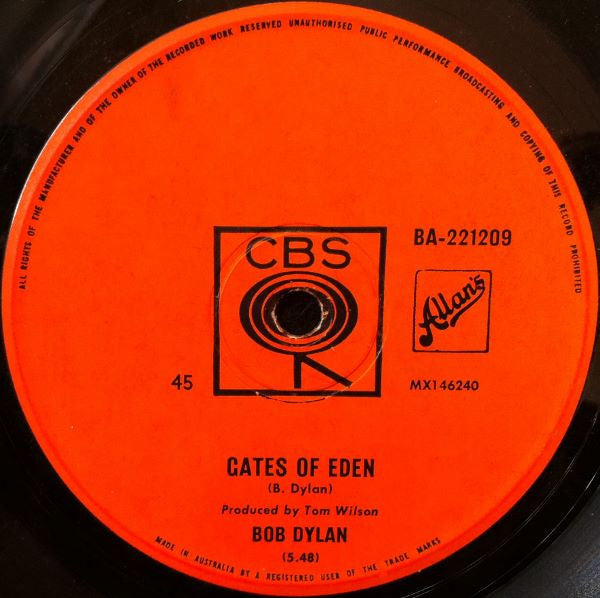 ALL RIGHTS OF THE MANUFACTURER AND OF THE OWNER OF THE RECORDED WORK RESERVED UNAUTHORISED PUBLIC PERFORMANCE BROADCASTING AND COPYING OF THIS RECORD PROHIBITED
CBS
BA-221209
Allan's
45
MX146240
GATES OF EDEN
(B. Dylan)
Produced by Tom Wilson
BOB DYLAN
(5.48)
MADE IN AUSTRALIA BY A REGISTERED USER OF THE TRADE MARKS